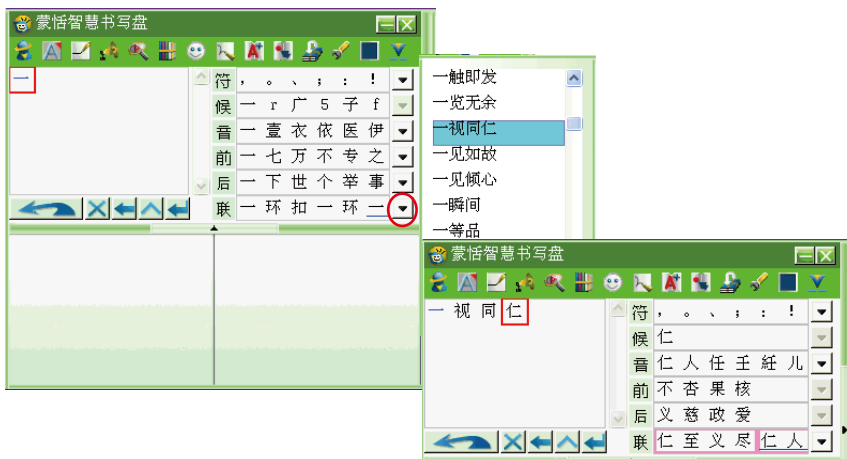 蒙恬智慧书写盘
一
符 , 。 、 ; : !
候 一 r 广 5 子 f
音 一 壹 衣 依 医 伊
前 一 七 万 不 专 之
后 一 下 世 个 举 事
联 一 环 扣 一 环 一
一触即发
一览无余
一视同仁
一见如故
一见倾心
一瞬间
一等品
蒙恬智慧书写盘
一 视 同 仁
符 , 。 、 ; : !
候 仁
音 仁 人 任 壬 紝 儿
前 不 杏 果 核
后 义 慈 政 爱
联 仁 至 义 尽 仁 人